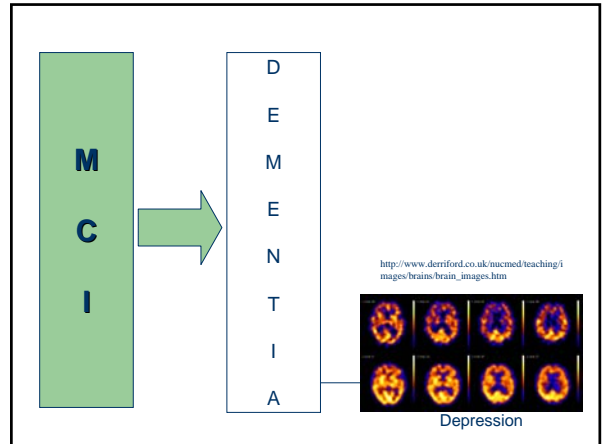 M
C
I
D
E
M
E
N
T
I
A
http://www.derriford.co.uk/nucmed/teaching/i
mages/brains/brain_images.htm
Depression